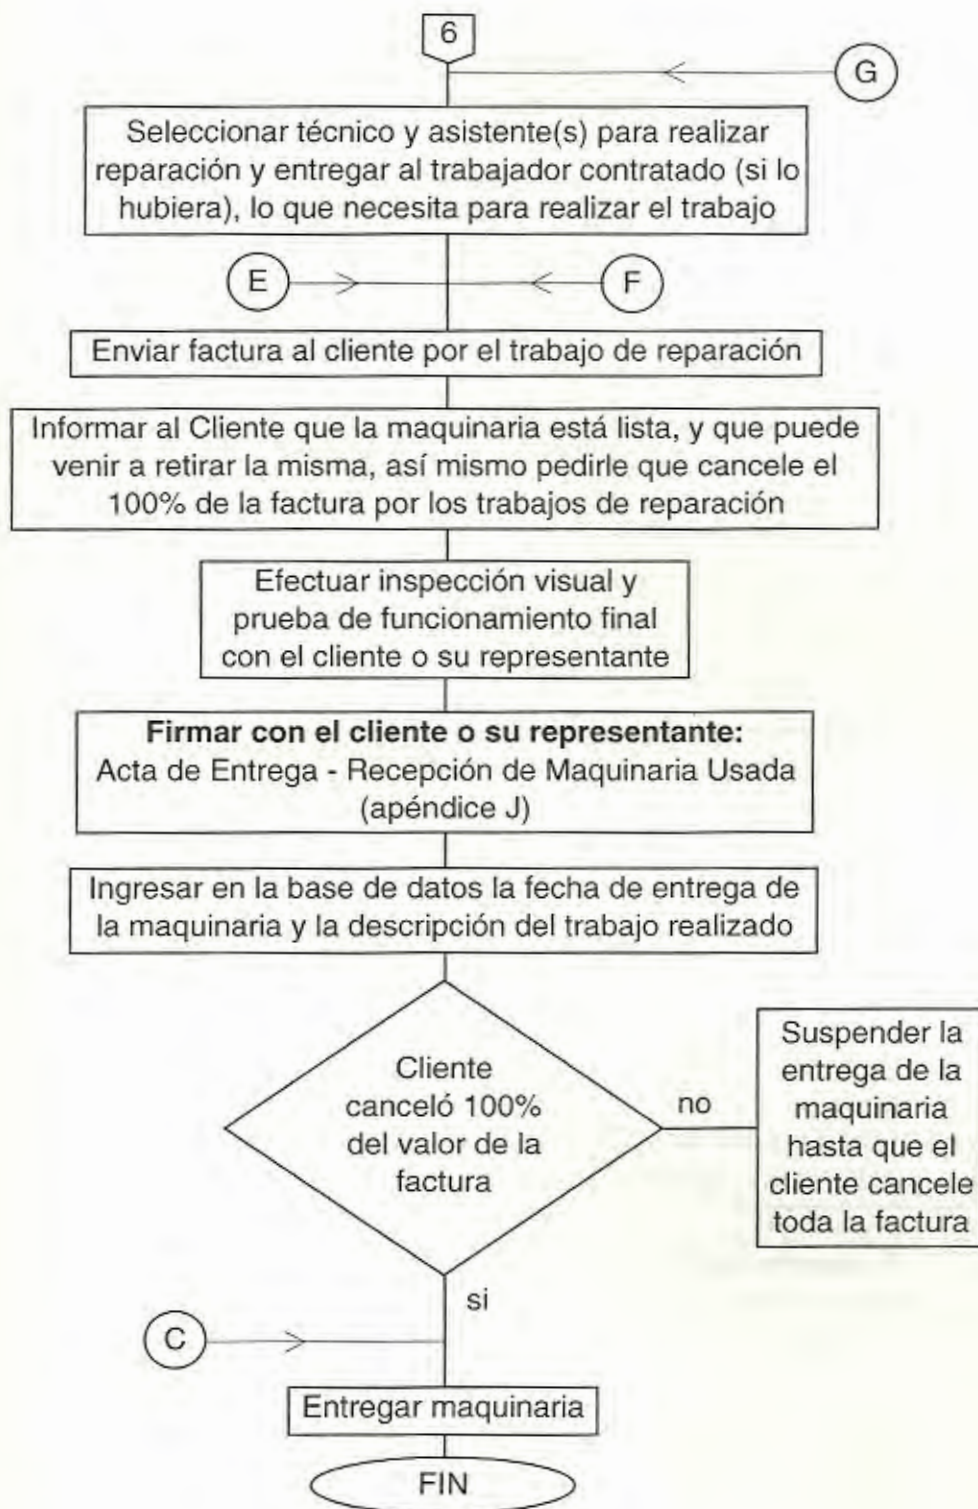 6
G
Seleccionar técnico y asistente(s) para realizar
reparación y entregar al trabajador contratado (si lo
hubiera), lo que necesita para realizar el trabajo
E
F
Enviar factura al cliente por el trabajo de reparación
Informar al Cliente que la maquinaria está lista, y que puede
venir a retirar la misma, así mismo pedirle que cancele el
100% de la factura por los trabajos de reparación
Efectuar inspección visual y
prueba de funcionamiento final
con el cliente o su representante
Firmar con el cliente o su representante:
Acta de Entrega - Recepción de Maquinaria Usada
(apéndice J)
Ingresar en la base de datos la fecha de entrega de
la maquinaria y la descripción del trabajo realizado
Cliente
canceló 100%
del valor de la
factura
no
Suspender la
entrega de la
maquinaria
hasta que el
cliente cancele
toda la factura
si
C
Entregar maquinaria
FIN